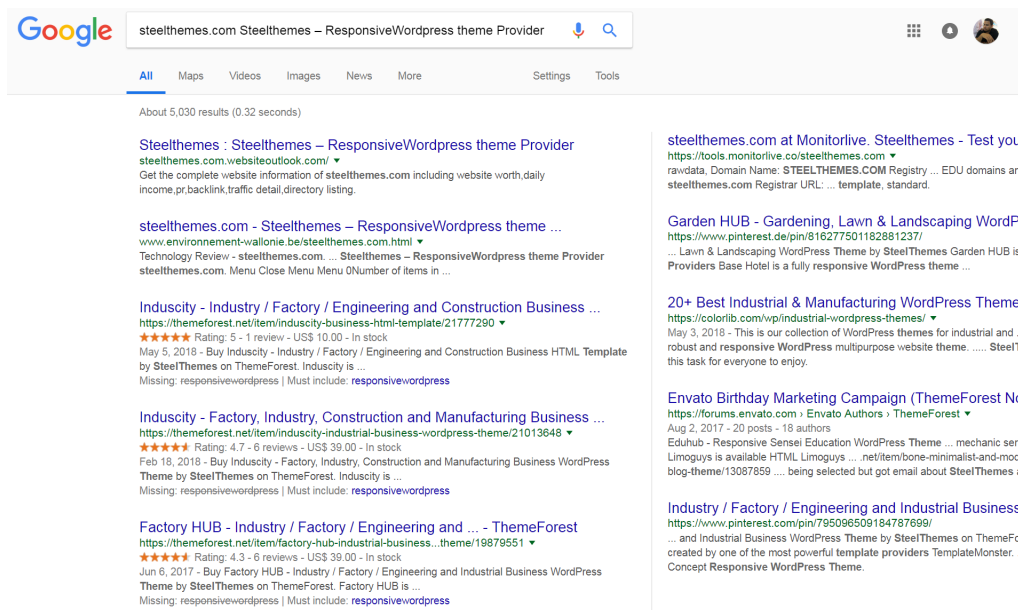 Google
steelthemes.com Steelthemes – ResponsiveWordpress theme Provider
All Maps Videos Images News More Settings Tools
About 5,030 results (0.32 seconds)
Steelthemes : Steelthemes – ResponsiveWordpress theme Provider
steelthemes.com.websiteoutlook.com/
Get the complete website information of steelthemes.com including website worth,daily
income,pr,backlink,traffic detail,directory listing.
steelthemes.com - Steelthemes – ResponsiveWordpress theme ...
www.environnement-wallonie.be/steelthemes.com.html
Technology Review - steelthemes.com. ... Steelthemes – ResponsiveWordpress theme Provider
steelthemes.com. Menu Close Menu Menu 0Number of items in ...
Induscity - Industry / Factory / Engineering and Construction Business ...
https://themeforest.net/item/induscity-business-html-template/21777290
Rating: 5 - 1 review - US$ 10.00 - In stock
May 5, 2018 - Buy Induscity - Industry / Factory / Engineering and Construction Business HTML Template
by SteelThemes on ThemeForest. Induscity is ...
Missing: responsivewordpress | Must include: responsivewordpress
Induscity - Factory, Industry, Construction and Manufacturing Business ...
https://themeforest.net/item/induscity-industrial-business-wordpress-theme/21013648
Rating: 4.7 - 6 reviews - US$ 39.00 - In stock
Feb 18, 2018 - Buy Induscity - Factory, Industry, Construction and Manufacturing Business WordPress
Theme by SteelThemes on ThemeForest. Induscity is ...
Missing: responsivewordpress | Must include: responsivewordpress
Factory HUB - Industry / Factory / Engineering and ... - ThemeForest
https://themeforest.net/item/factory-hub-industrial-business...theme/19879551
Rating: 4.3 - 6 reviews - US$ 39.00 - In stock
Jun 6, 2017 - Buy Factory HUB - Industry / Factory / Engineering and Industrial Business WordPress
Theme by SteelThemes on ThemeForest. Factory HUB is ...
Missing: responsivewordpress | Must include: responsivewordpress
steelthemes.com at Monitorlive. Steelthemes - Test you
https://tools.monitorlive.co/steelthemes.com
rawdata, Domain Name: STEELTHEMES.COM Registry ... EDU domains an
steelthemes.com Registrar URL: ... template, standard.
Garden HUB - Gardening, Lawn & Landscaping WordP
https://www.pinterest.de/pin/816277501182881237/
... Lawn & Landscaping WordPress Theme by SteelThemes Garden HUB is
Providers Base Hotel is a fully responsive WordPress theme ...
20+ Best Industrial & Manufacturing WordPress Theme
https://colorlib.com/wp/industrial-wordpress-themes/
May 3, 2018 - This is our collection of WordPress themes for industrial and
robust and responsive WordPress multipurpose website theme. ..... SteelT
this task for everyone to enjoy.
Envato Birthday Marketing Campaign (ThemeForest No
https://forums.envato.com › Envato Authors › ThemeForest
Aug 2, 2017 - 20 posts - 18 authors
Eduhub - Responsive Sensei Education WordPress Theme ... mechanic ser
Limoguys is available HTML Limoguys ... .net/item/bone-minimalist-and-mod
blog-theme/13087859 .... being selected but got email about SteelThemes a
Industry / Factory / Engineering and Industrial Business
https://www.pinterest.com/pin/795096509184787699/
... and Industrial Business WordPress Theme by SteelThemes on ThemeFo
created by one of the most powerful template providers TemplateMonster.
Concept Responsive WordPress Theme.